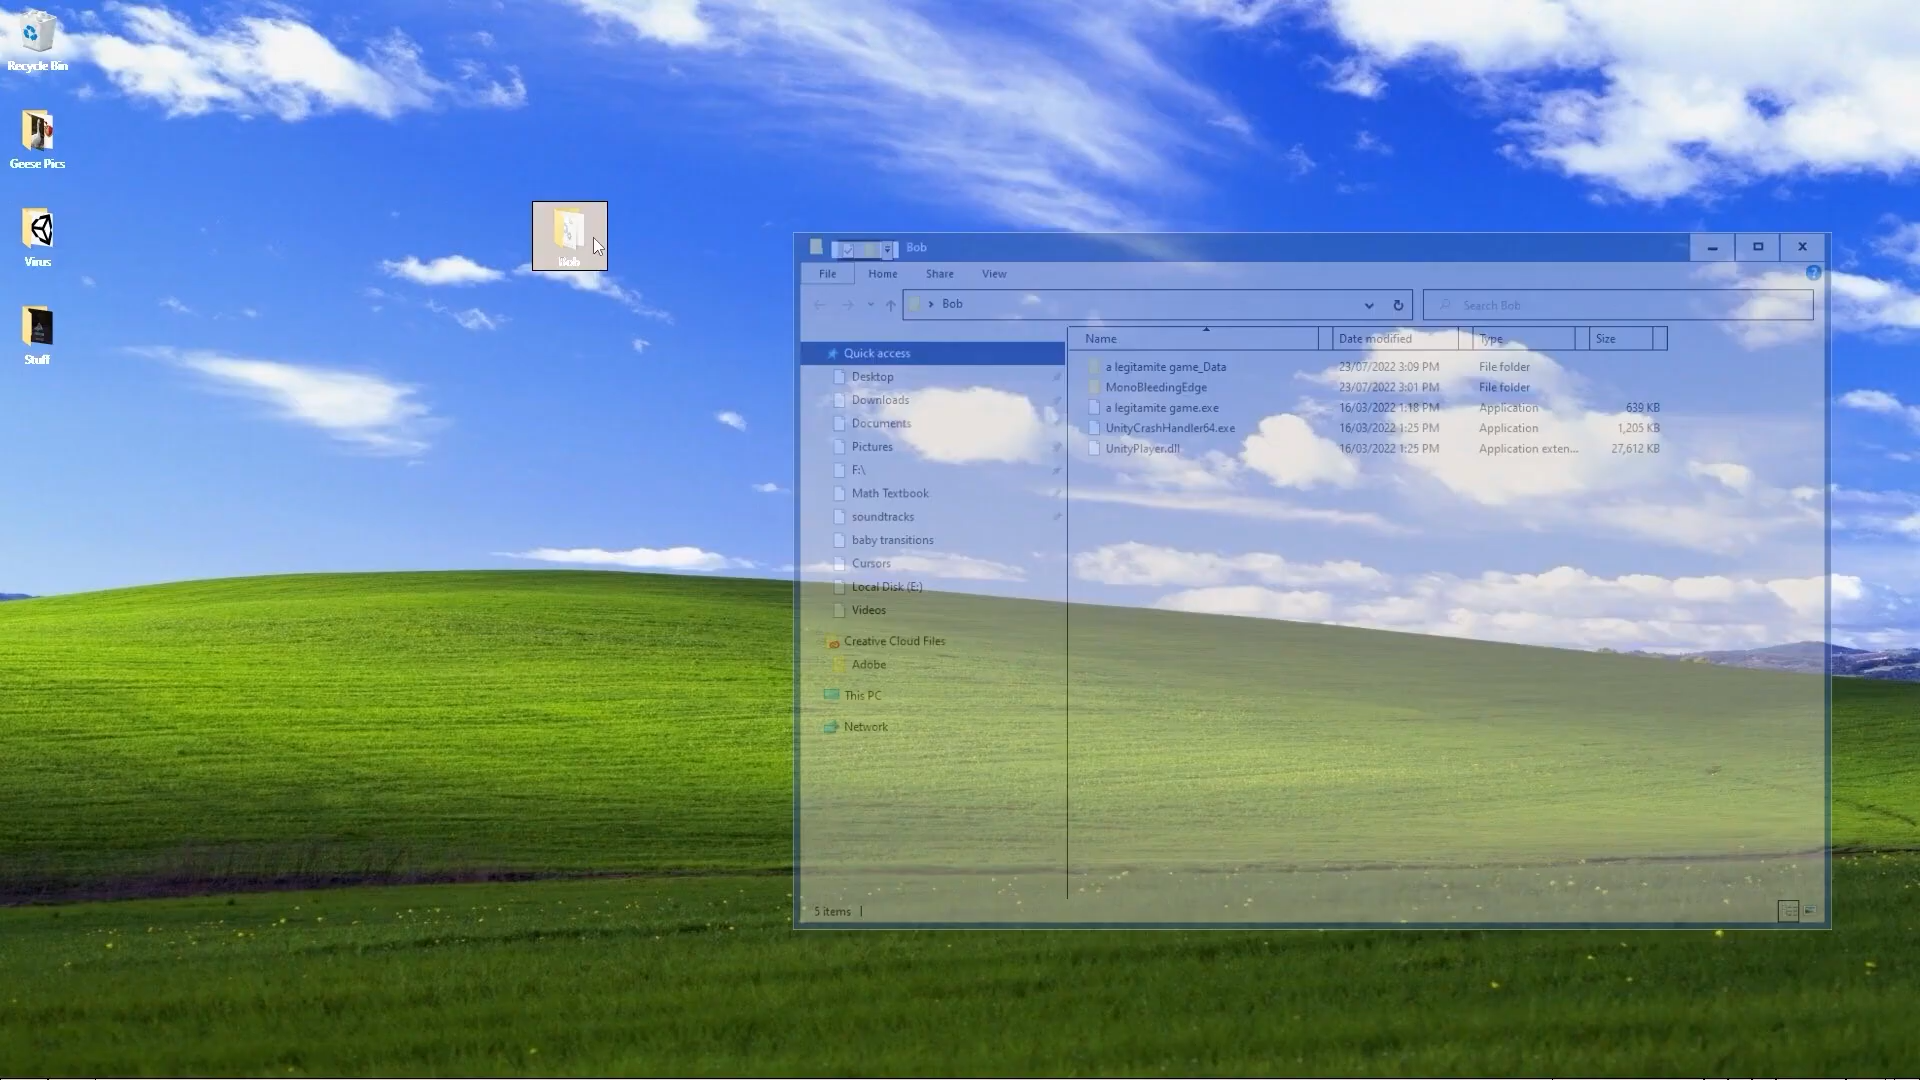 Recycle Bin
Geese Pics
Virus
Stuff
Bob
Bob
File Home Share View
Bob
Search Bob
Name Date modified Type Size
Quick access
Desktop
Downloads
Documents
Pictures
F:\
Math Textbook
soundtracks
baby transitions
Cursors
Local Disk (E:)
Videos
Creative Cloud Files
Adobe
This PC
Network
a legitamite game_Data 23/07/2022 3:09 PM File folder
MonoBleedingEdge 23/07/2022 3:01 PM File folder
a legitamite game.exe 16/03/2022 1:18 PM Application 639 KB
UnityCrashHandler64.exe 16/03/2022 1:25 PM Application 1,205 KB
UnityPlayer.dll 16/03/2022 1:25 PM Application exten... 27,612 KB
5 items